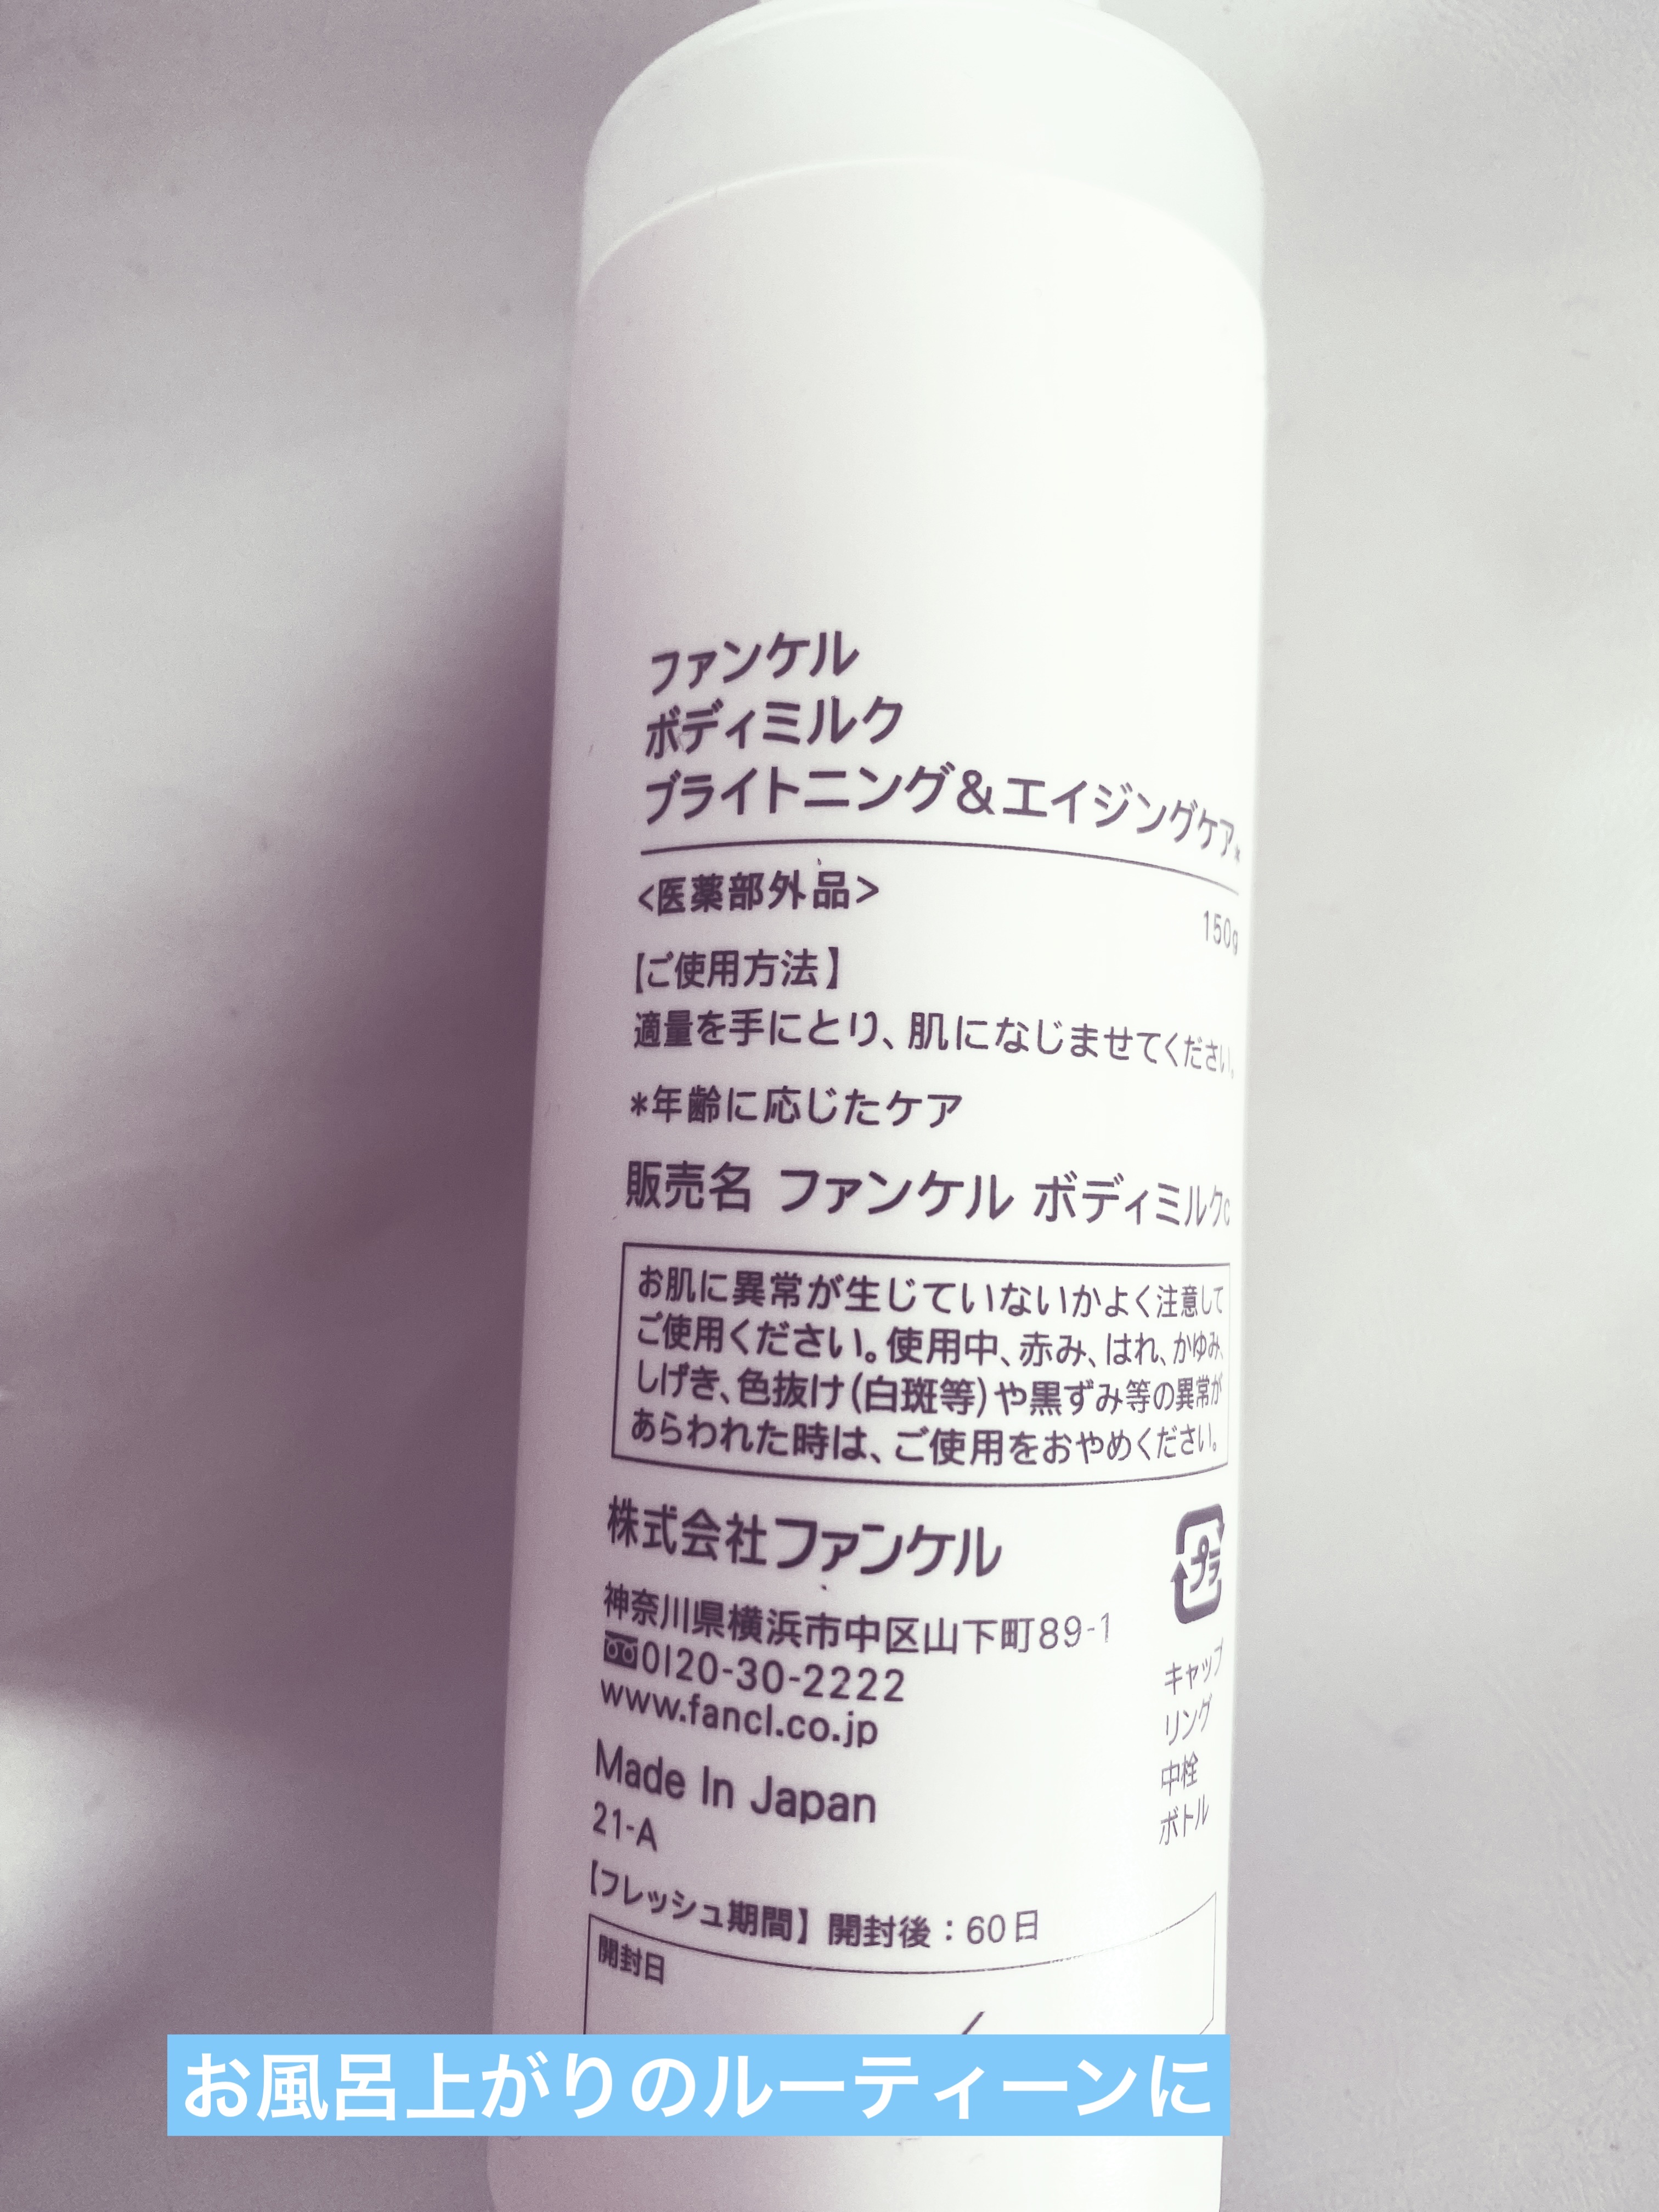 ファンケル
ボディミルク
ブライトニング&エイジングケア*
<医薬部外品>
150g
【ご使用方法】
適量を手にとり、肌になじませてください。
*年齢に応じたケア
販売名 ファンケル ボディミルクc
お肌に異常が生じていないかよく注意して
ご使用ください。使用中、赤み、はれ、かゆみ、
しげき、色抜け(白斑等)や黒ずみ等の異常が
あらわれた時は、ご使用をおやめください。
株式会社ファンケル
神奈川県横浜市中区山下町89-1
0120-30-2222
www.fancl.co.jp
Made In Japan
21-A
プラ
キャップ
リング
中栓
ボトル
【フレッシュ期間】開封後：60日
開封日
/
お風呂上がりのルーティーンに